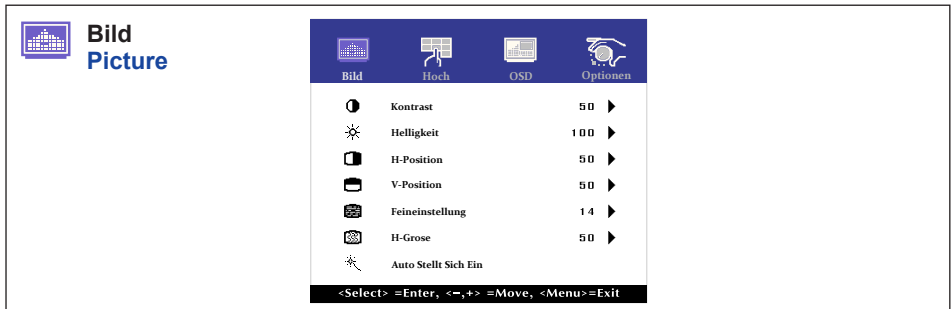 Bild
Picture
Bild Hoch OSD Optionen
Kontrast 50
Helligkeit 100
H-Position 50
V-Position 50
Feineinstellung 14
H-Grose 50
Auto Stellt Sich Ein
<Select> =Enter, <−,+> =Move, <Menu>=Exit